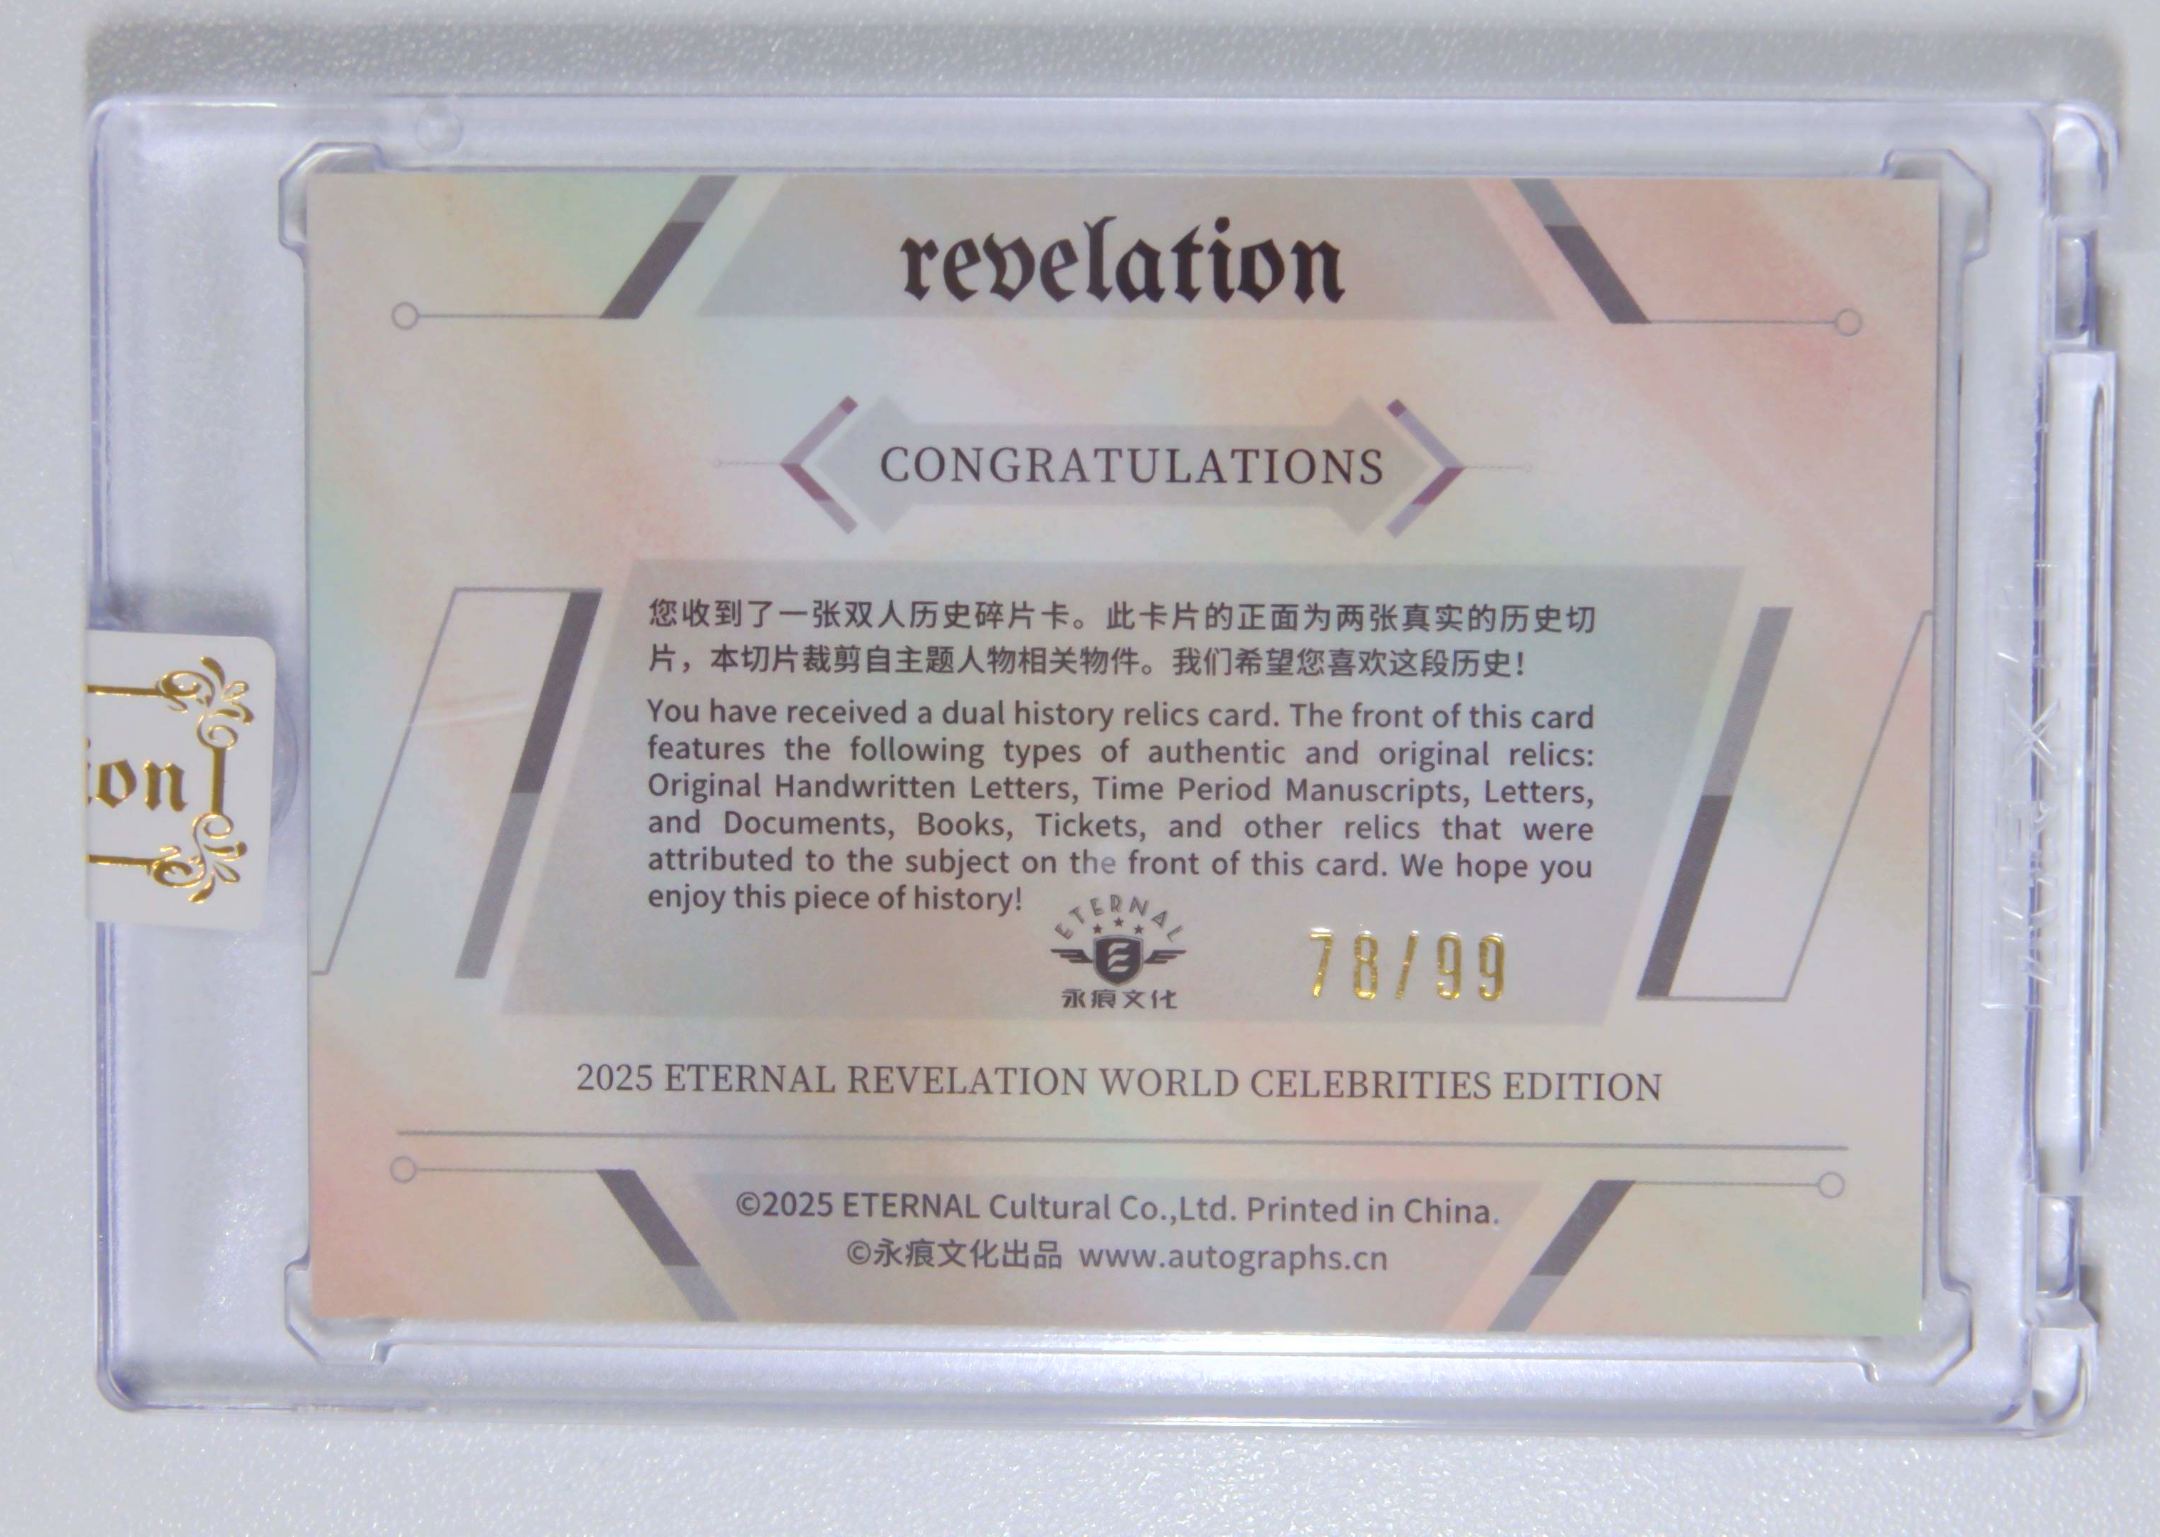 revelation
CONGRATULATIONS
您收到了一张双人历史碎片卡。此卡片的正面为两张真实的历史切
片，本切片裁剪自主题人物相关物件。我们希望您喜欢这段历史！
You have received a dual history relics card. The front of this card
features the following types of authentic and original relics:
Original Handwritten Letters, Time Period Manuscripts, Letters,
and Documents, Books, Tickets, and other relics that were
attributed to the subject on the front of this card. We hope you
enjoy this piece of history!
ion
ETERNAL
永痕文化
78/99
2025 ETERNAL REVELATION WORLD CELEBRITIES EDITION
©2025 ETERNAL Cultural Co.,Ltd. Printed in China.
©永痕文化出品 www.autographs.cn